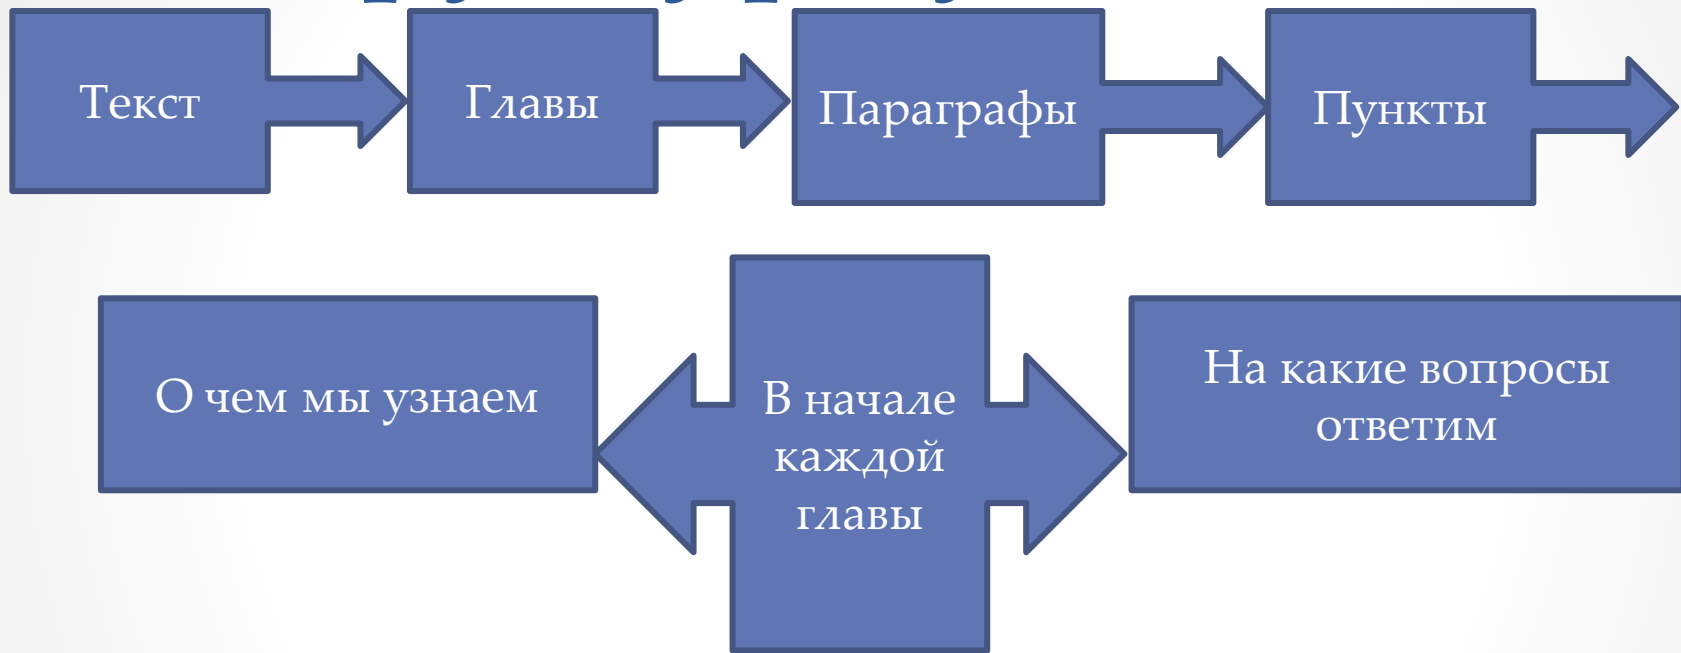 Текст
Главы
Параграфы
Пункты
О чем мы узнаем
В начале
каждой
главы
На какие вопросы
ответим